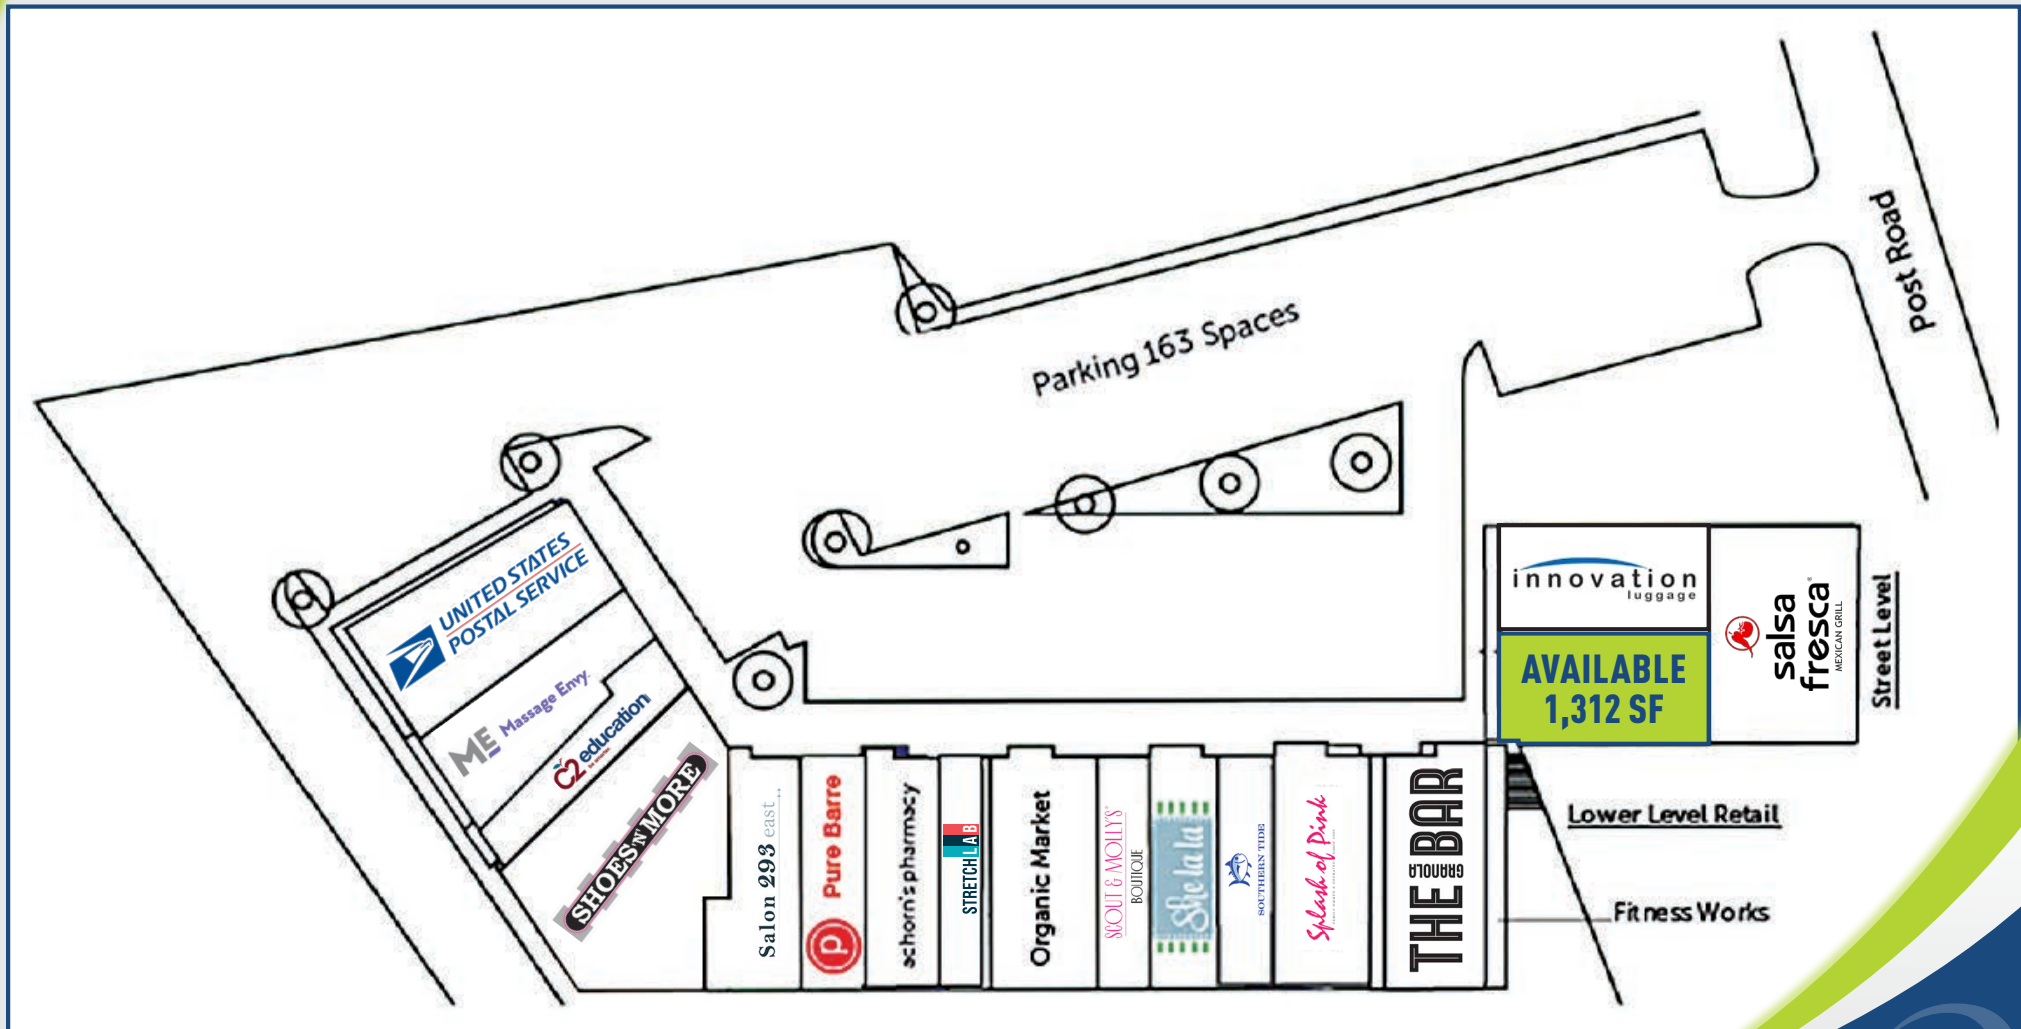 Post Road
Parking 163 Spaces
UNITED STATES
POSTAL SERVICE
ME Massage Envy
C2 education
SHOES 'N' MORE
innovation
luggage
AVAILABLE
1,312 SF
salsa
fresca
MEXICAN GRILL
Street Level
Salon 293 east
Pure Barre
p
schorn's pharmacy
STRETCH LAB
Organic Market
SCOUT & MOLLY'S
BOUTIQUE
She la la
SOUTHERN TIDE
Splash of Pink
THE
GRANOLA
BAR
Lower Level Retail
Fitness Works